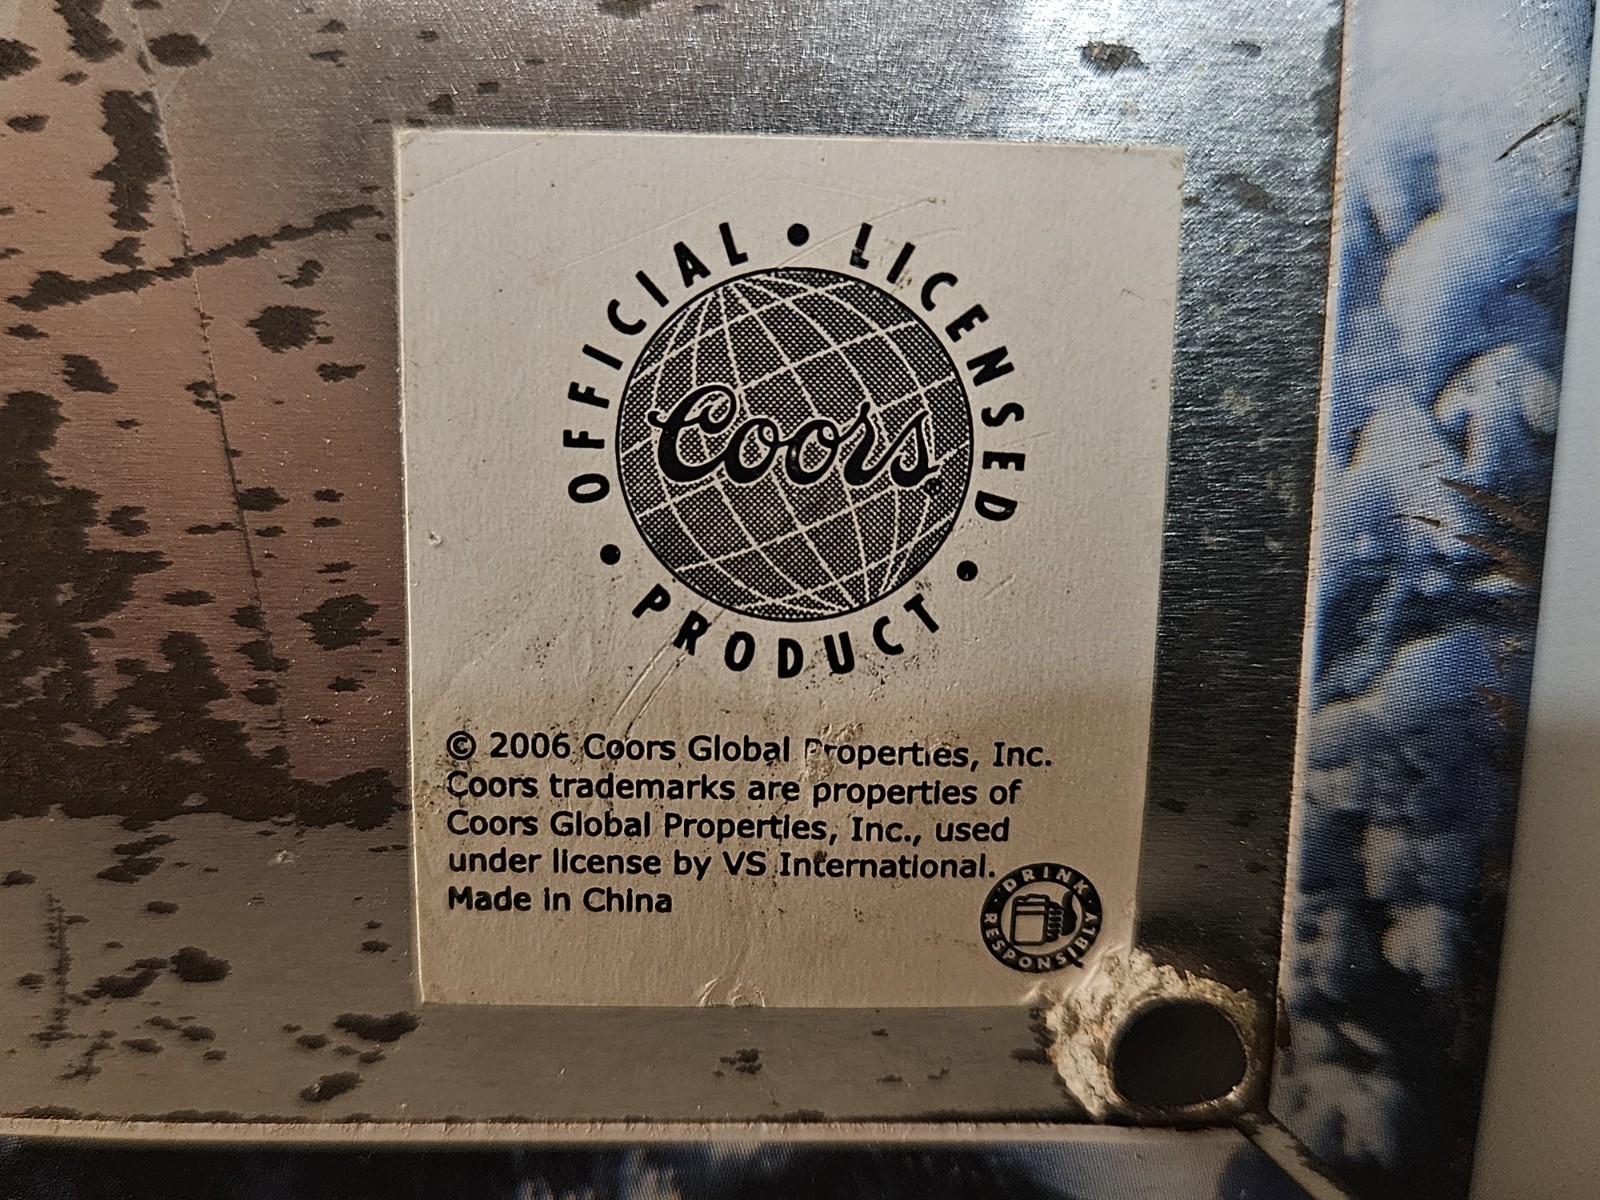 OFFICIAL • LICENSED • PRODUCT •
Coors
© 2006 Coors Global Properties, Inc.
Coors trademarks are properties of
Coors Global Properties, Inc., used
under license by VS International.
Made in China
DRINK RESPONSIBLY